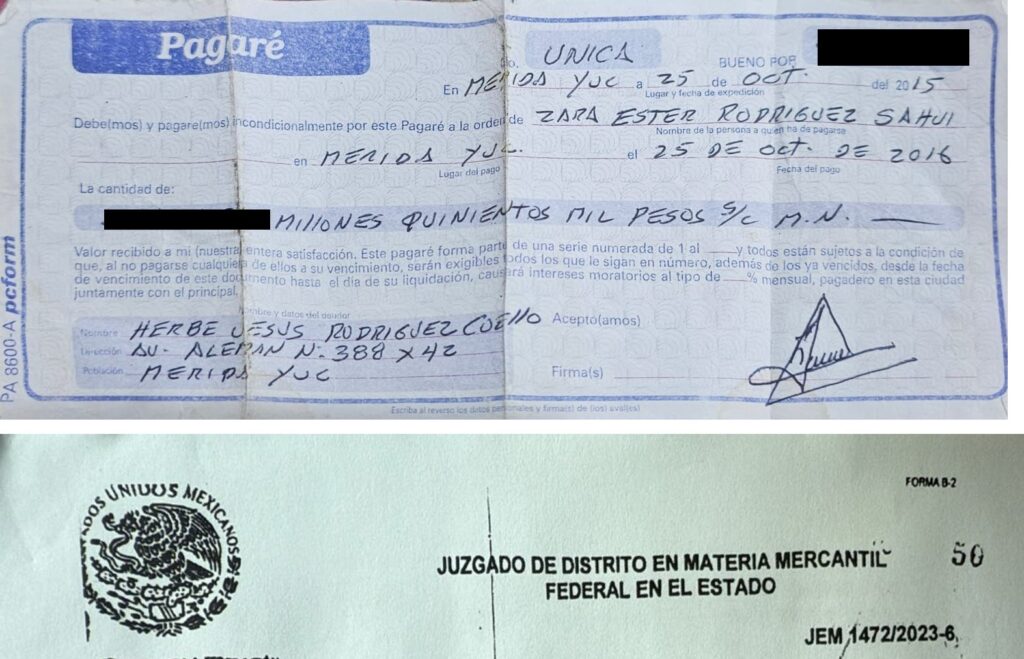 Pagaré
No. UNICA BUENO POR
En MERIDA YUC a 25 de OCT. del 2015
Lugar y fecha de expedición
Debe(mos) y pagare(mos) incondicionalmente por este Pagaré a la orden de ZARA ESTER RODRIGUEZ SAHUI
Nombre de la persona a quien ha de pagarse
en MERIDA YUC. el 25 DE OCT. DE 2016
Lugar del pago Fecha del pago
La cantidad de:
MILLONES QUINIENTOS MIL PESOS S/C M.N.
Valor recibido a mi (nuestra) entera satisfacción. Este pagaré forma parte de una serie numerada de 1 al y todos están sujetos a la condición de
que, al no pagarse cualquiera de ellos a su vencimiento, serán exigibles todos los que le sigan en número, además de los ya vencidos, desde la fecha
de vencimiento de este documento hasta el día de su liquidación, causará intereses moratorios al tipo de % mensual, pagadero en esta ciudad
juntamente con el principal.
Nombre y datos del deudor
Nombre HERBE JESUS RODRIGUEZ COELLO Acepto(amos)
Dirección AV. ALEMAN N. 388 X 42
Población MERIDA YUC Firma(s)
Escriba al reverso los datos personales y firma(s) de (los) aval(es)
PA 8600-A pcform
UNIDOS MEXICANOS
FORMA B-2
JUZGADO DE DISTRITO EN MATERIA MERCANTIL 50
FEDERAL EN EL ESTADO
JEM 1472/2023-6